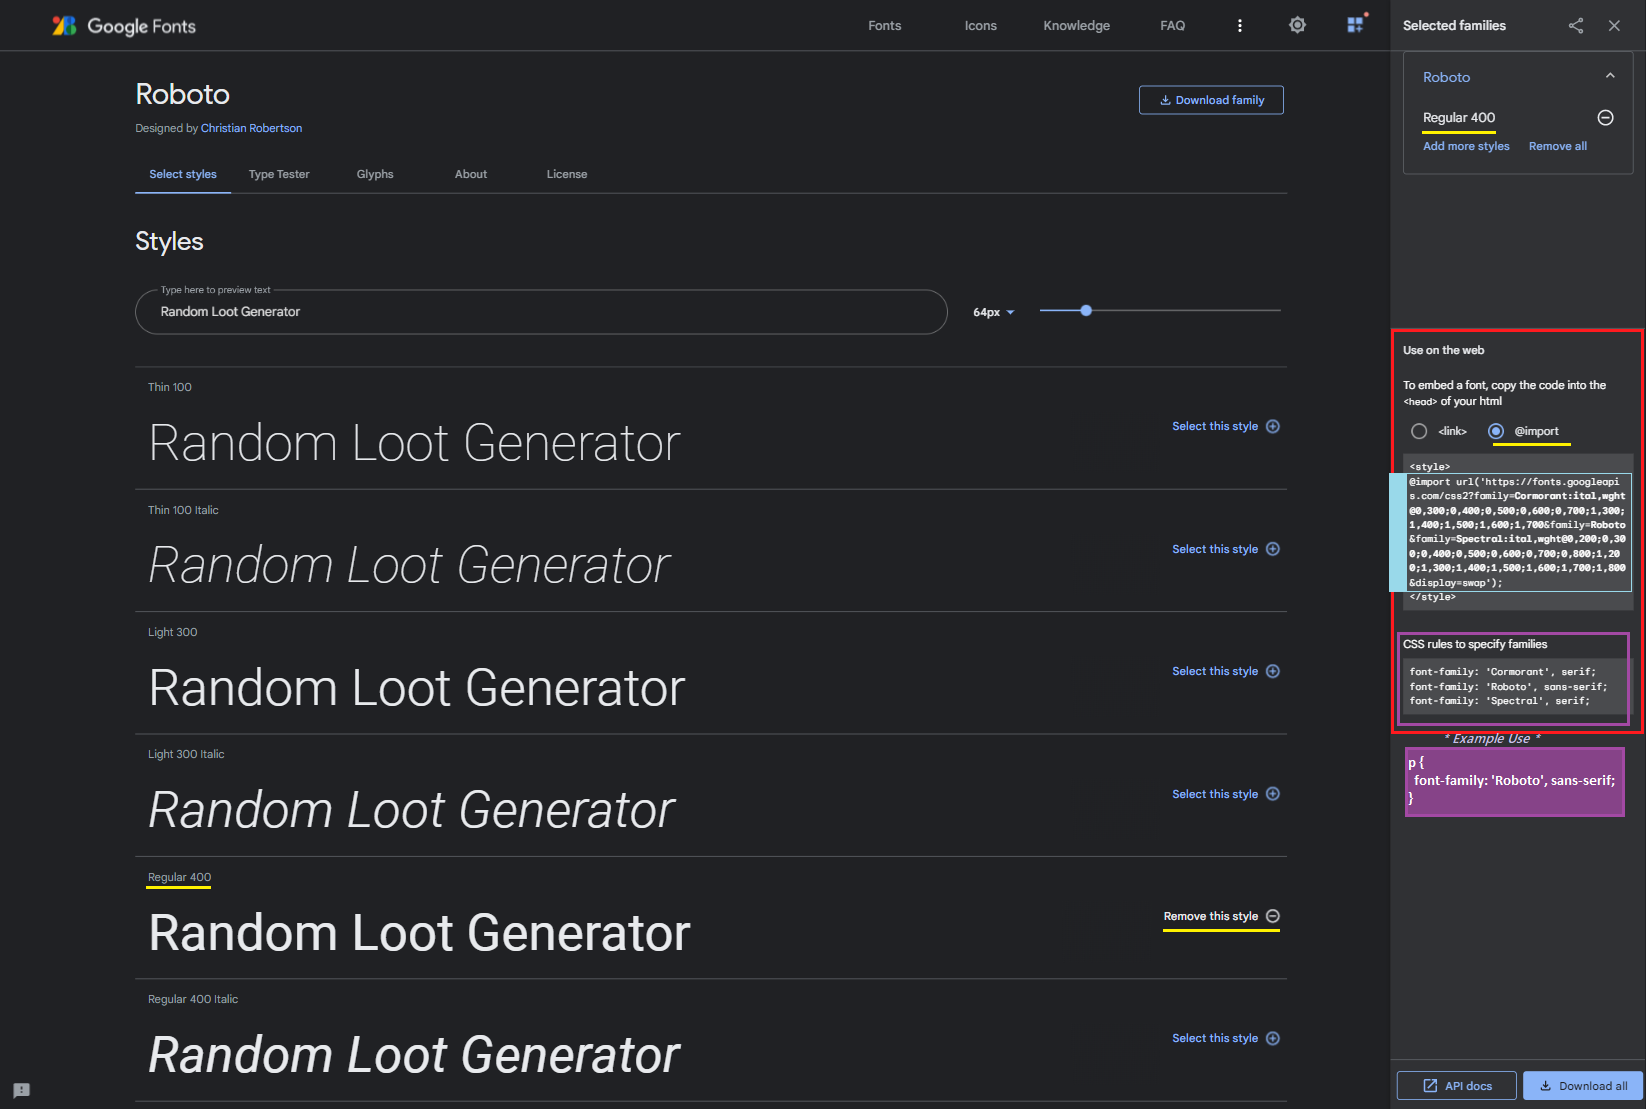 Google Fonts
Fonts
Icons
Knowledge
FAQ
Selected families
Roboto
Designed by Christian Robertson
Download family
Select styles
Type Tester
Glyphs
About
License
Styles
Type here to preview text
Random Loot Generator
64px
Thin 100
Random Loot Generator
Select this style
Thin 100 Italic
Random Loot Generator
Select this style
Light 300
Random Loot Generator
Select this style
Light 300 Italic
Random Loot Generator
Select this style
Regular 400
Random Loot Generator
Remove this style
Regular 400 Italic
Random Loot Generator
Select this style
Roboto
Regular 400
Add more styles
Remove all
Use on the web
To embed a font, copy the code into the
<head> of your html
<link>
@import
<style>
@import url('https://fonts.googleapi
s.com/css2?family=Cormorant:ital,wght
@0,300;0,400;0,500;0,600;0,700;1,300;
1,400;1,500;1,600;1,700&family=Roboto
&family=Spectral:ital,wght@0,200;0,30
0;0,400;0,500;0,600;0,700;0,800;1,20
0;1,300;1,400;1,500;1,600;1,700;1,800
&display=swap');
</style>
CSS rules to specify families
font-family: 'Cormorant', serif;
font-family: 'Roboto', sans-serif;
font-family: 'Spectral', serif;
* Example Use *
p {
font-family: 'Roboto', sans-serif;
}
API docs
Download all